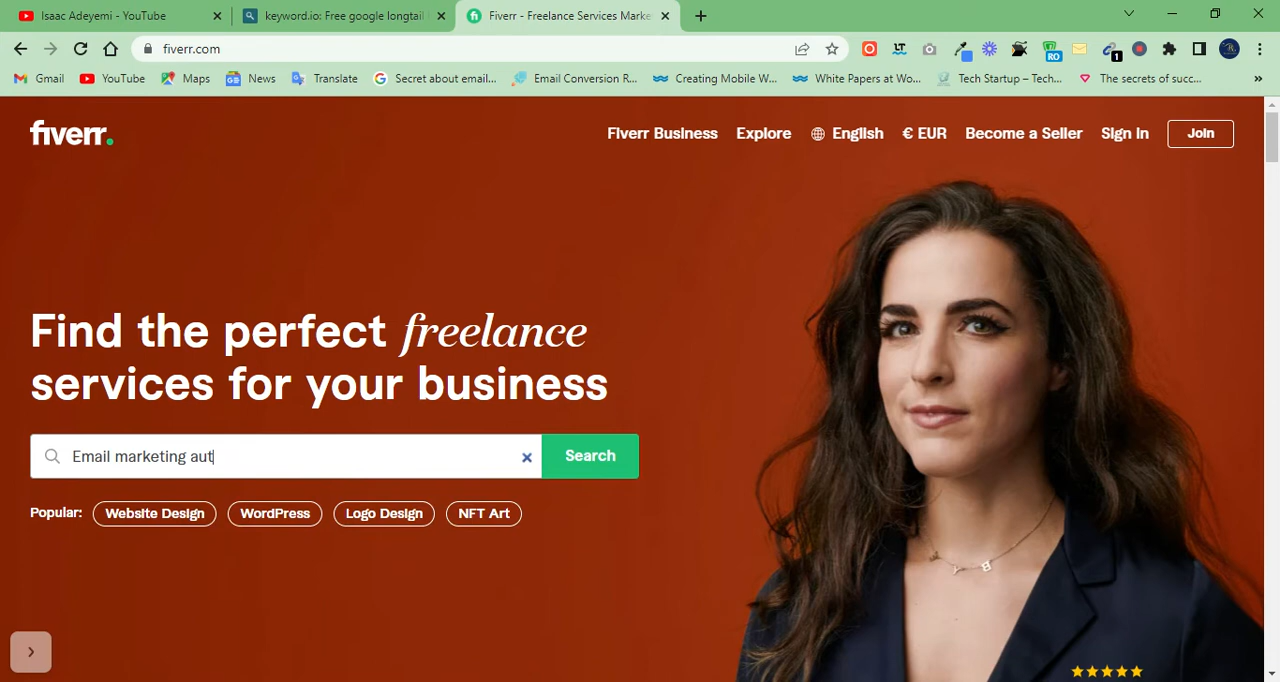 Isaac Adeyemi - YouTube
keyword.io: Free google longtail
Fiverr - Freelance Services Marke
fiverr.com
LT
RO
1
Gmail
YouTube
Maps
News
Translate
Secret about email...
Email Conversion R...
Creating Mobile W...
White Papers at Wo...
Tech Startup – Tech...
The secrets of succ...
»
fiverr.
Fiverr Business
Explore
English
€ EUR
Become a Seller
Sign In
Join
Find the perfect freelance
services for your business
Email marketing aut
Search
Popular:
Website Design
WordPress
Logo Design
NFT Art